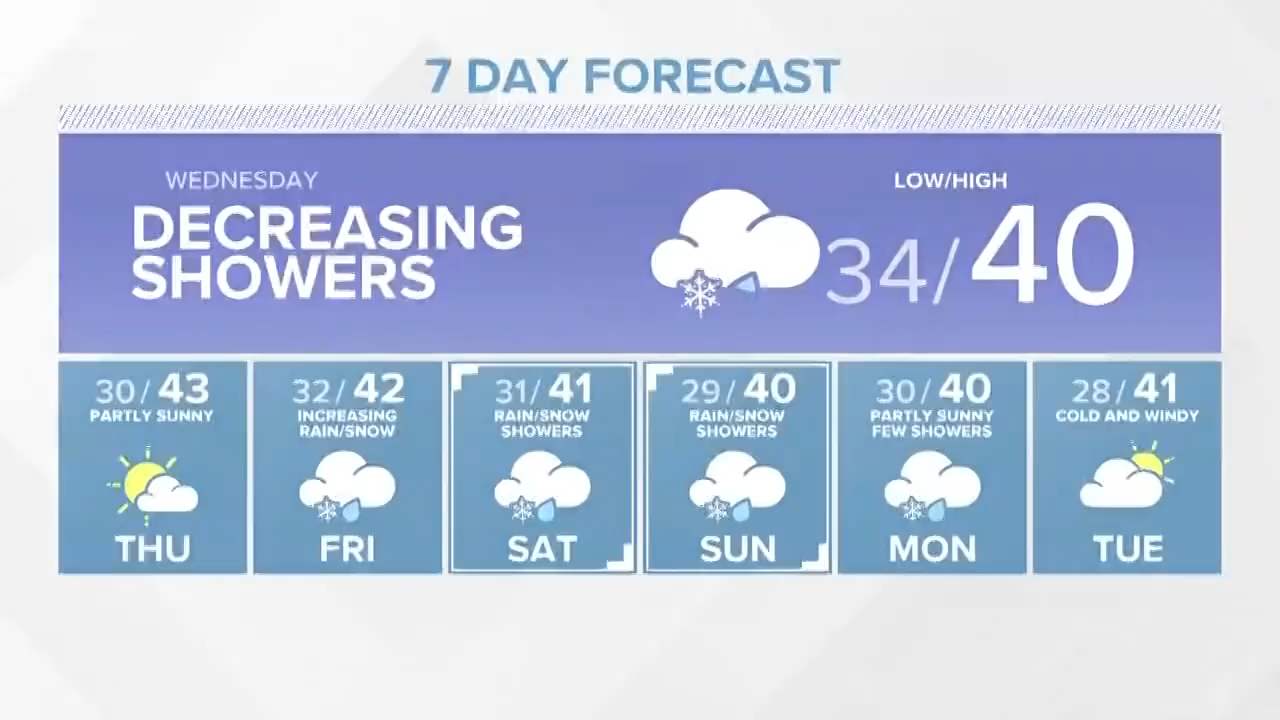 7 DAY FORECAST
WEDNESDAY
DECREASING
SHOWERS
LOW/HIGH
34/40
30/43
PARTLY SUNNY
THU
32/42
INCREASING
RAIN/SNOW
FRI
31/41
RAIN/SNOW
SHOWERS
SAT
29/40
RAIN/SNOW
SHOWERS
SUN
30/40
PARTLY SUNNY
FEW SHOWERS
MON
28/41
COLD AND WINDY
TUE